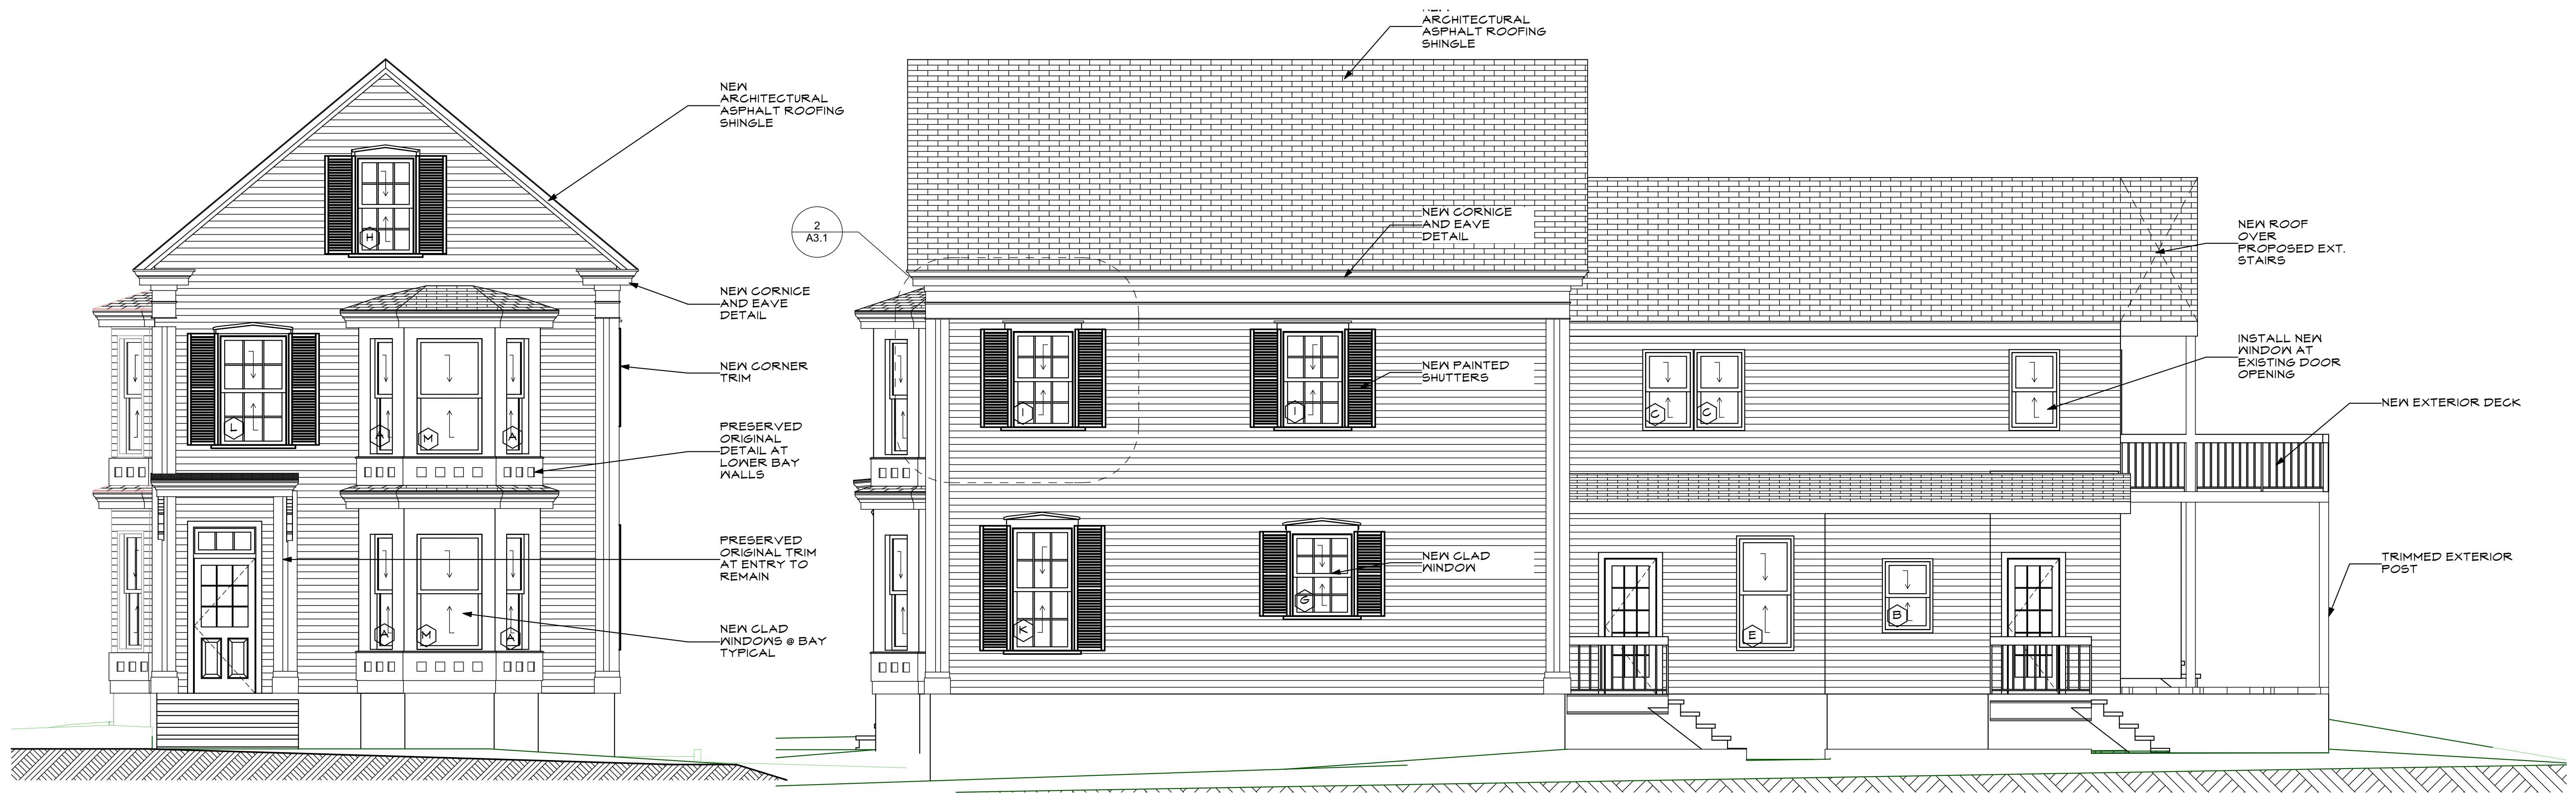 NEW
ARCHITECTURAL
ASPHALT ROOFING
SHINGLE
NEW CORNICE
AND EAVE
DETAIL
NEW CORNER
TRIM
PRESERVED
ORIGINAL
DETAIL AT
LOWER BAY
WALLS
PRESERVED
ORIGINAL TRIM
AT ENTRY TO
REMAIN
NEW CLAD
WINDOWS @ BAY
TYPICAL
H
L
A
M
A
A
M
A
2
A3.1
ARCHITECTURAL
ASPHALT ROOFING
SHINGLE
NEW CORNICE
AND EAVE
DETAIL
NEW PAINTED
SHUTTERS
NEW CLAD
WINDOW
I
I
K
G
C
C
E
B
NEW ROOF
OVER
PROPOSED EXT.
STAIRS
INSTALL NEW
WINDOW AT
EXISTING DOOR
OPENING
NEW EXTERIOR DECK
TRIMMED EXTERIOR
POST